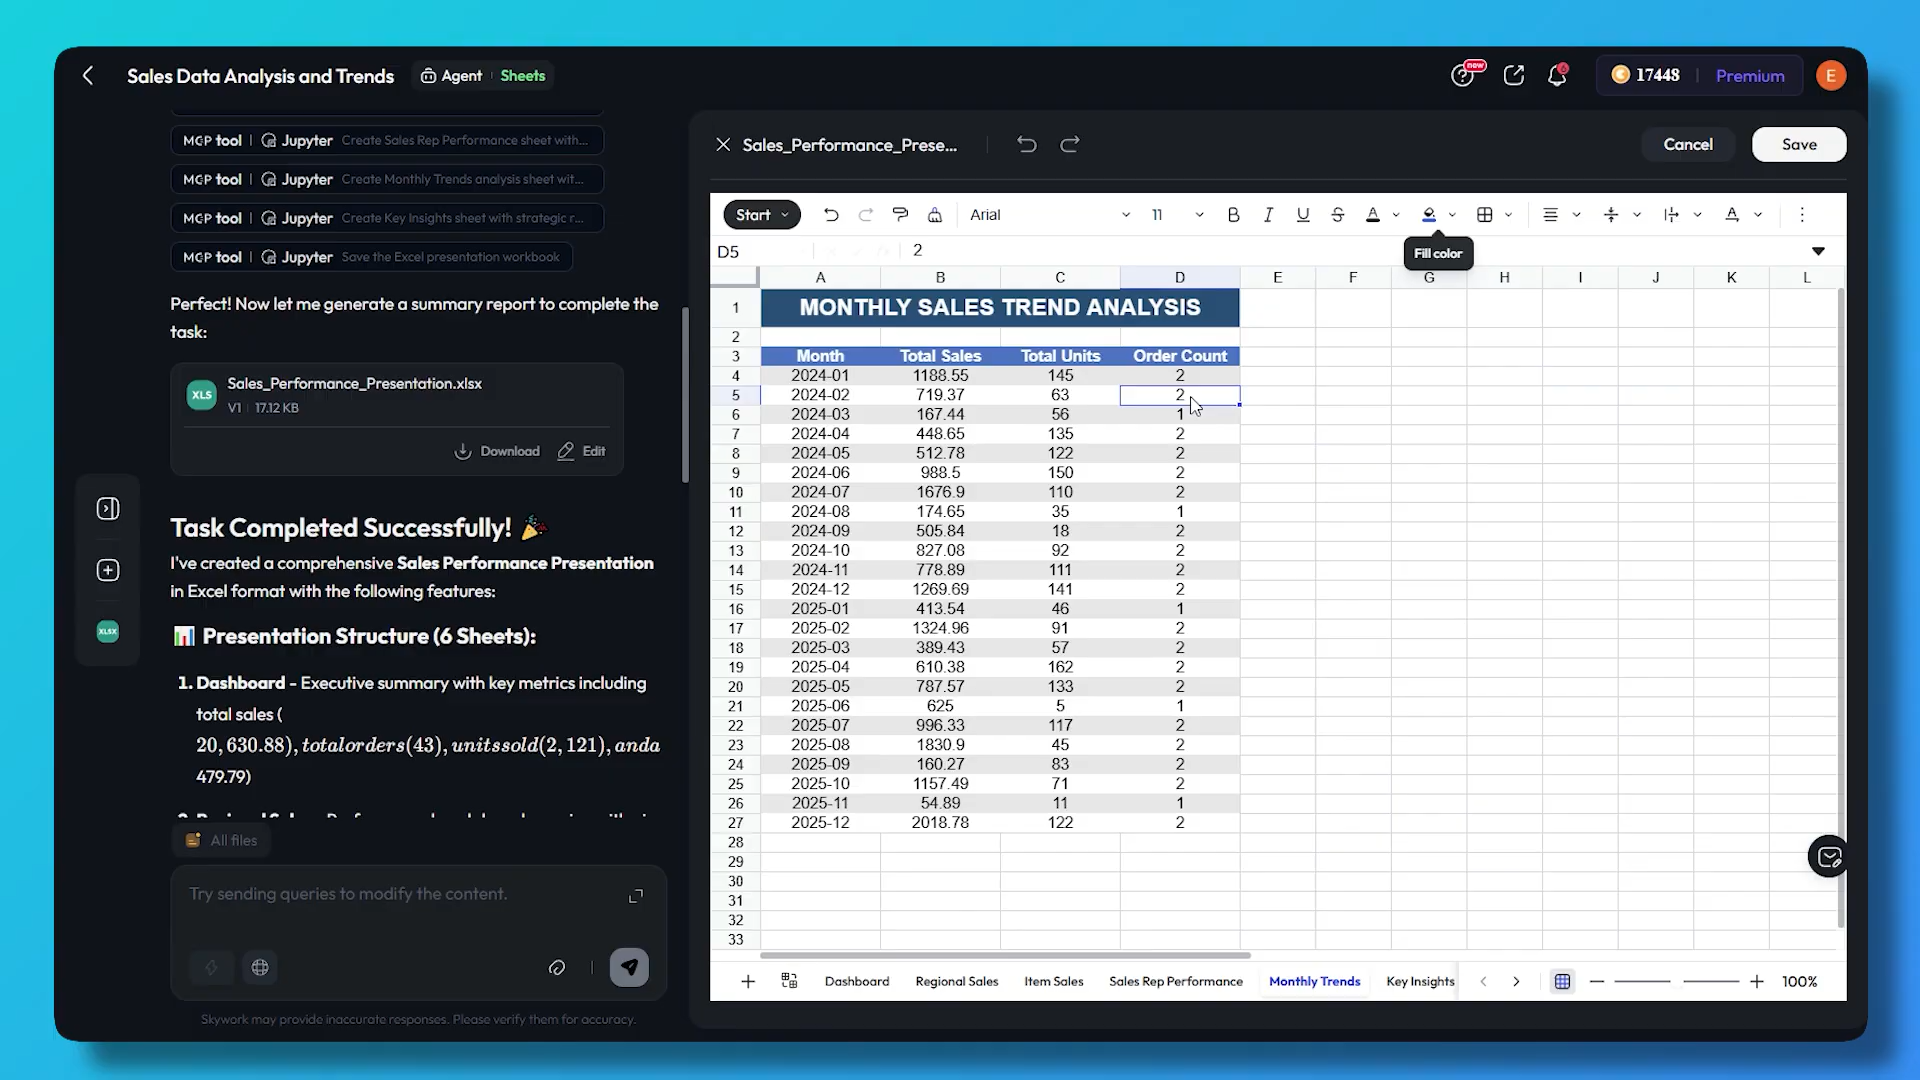 Sales Data Analysis and Trends
Agent
Sheets
new
17448
Premium
E
MCP tool | Jupyter Create Sales Rep Performance sheet with...
MCP tool | Jupyter Create Monthly Trends analysis sheet wit...
MCP tool | Jupyter Create Key Insights sheet with strategic r...
MCP tool | Jupyter Save the Excel presentation workbook
Perfect! Now let me generate a summary report to complete the
task:
XLS
Sales_Performance_Presentation.xlsx
V1 | 17.12 KB
Download
Edit
Task Completed Successfully! 🎉
I've created a comprehensive Sales Performance Presentation
in Excel format with the following features:
📊 Presentation Structure (6 Sheets):
1. Dashboard - Executive summary with key metrics including
total sales (
20,630.88),totalorders(43),unitssold(2,121),anda
479.79)
XLSX
All files
Try sending queries to modify the content.
Skywork may provide inaccurate responses. Please verify them for accuracy.
Sales_Performance_Prese...
Cancel
Save
Start
Arial
11
D5
2
Fill color
A B C D E F G H I J K L
1 MONTHLY SALES TREND ANALYSIS
2
3 Month Total Sales Total Units Order Count
4 2024-01 1188.55 145 2
5 2024-02 719.37 63 2
6 2024-03 167.44 56 1
7 2024-04 448.65 135 2
8 2024-05 512.78 122 2
9 2024-06 988.5 150 2
10 2024-07 1676.9 110 2
11 2024-08 174.65 35 1
12 2024-09 505.84 18 2
13 2024-10 827.08 92 2
14 2024-11 778.89 111 2
15 2024-12 1269.69 141 2
16 2025-01 413.54 46 1
17 2025-02 1324.96 91 2
18 2025-03 389.43 57 2
19 2025-04 610.38 162 2
20 2025-05 787.57 133 2
21 2025-06 625 5 1
22 2025-07 996.33 117 2
23 2025-08 1830.9 45 2
24 2025-09 160.27 83 2
25 2025-10 1157.49 71 2
26 2025-11 54.89 11 1
27 2025-12 2018.78 122 2
28
29
30
31
32
33
Dashboard
Regional Sales
Item Sales
Sales Rep Performance
Monthly Trends
Key Insights
100%